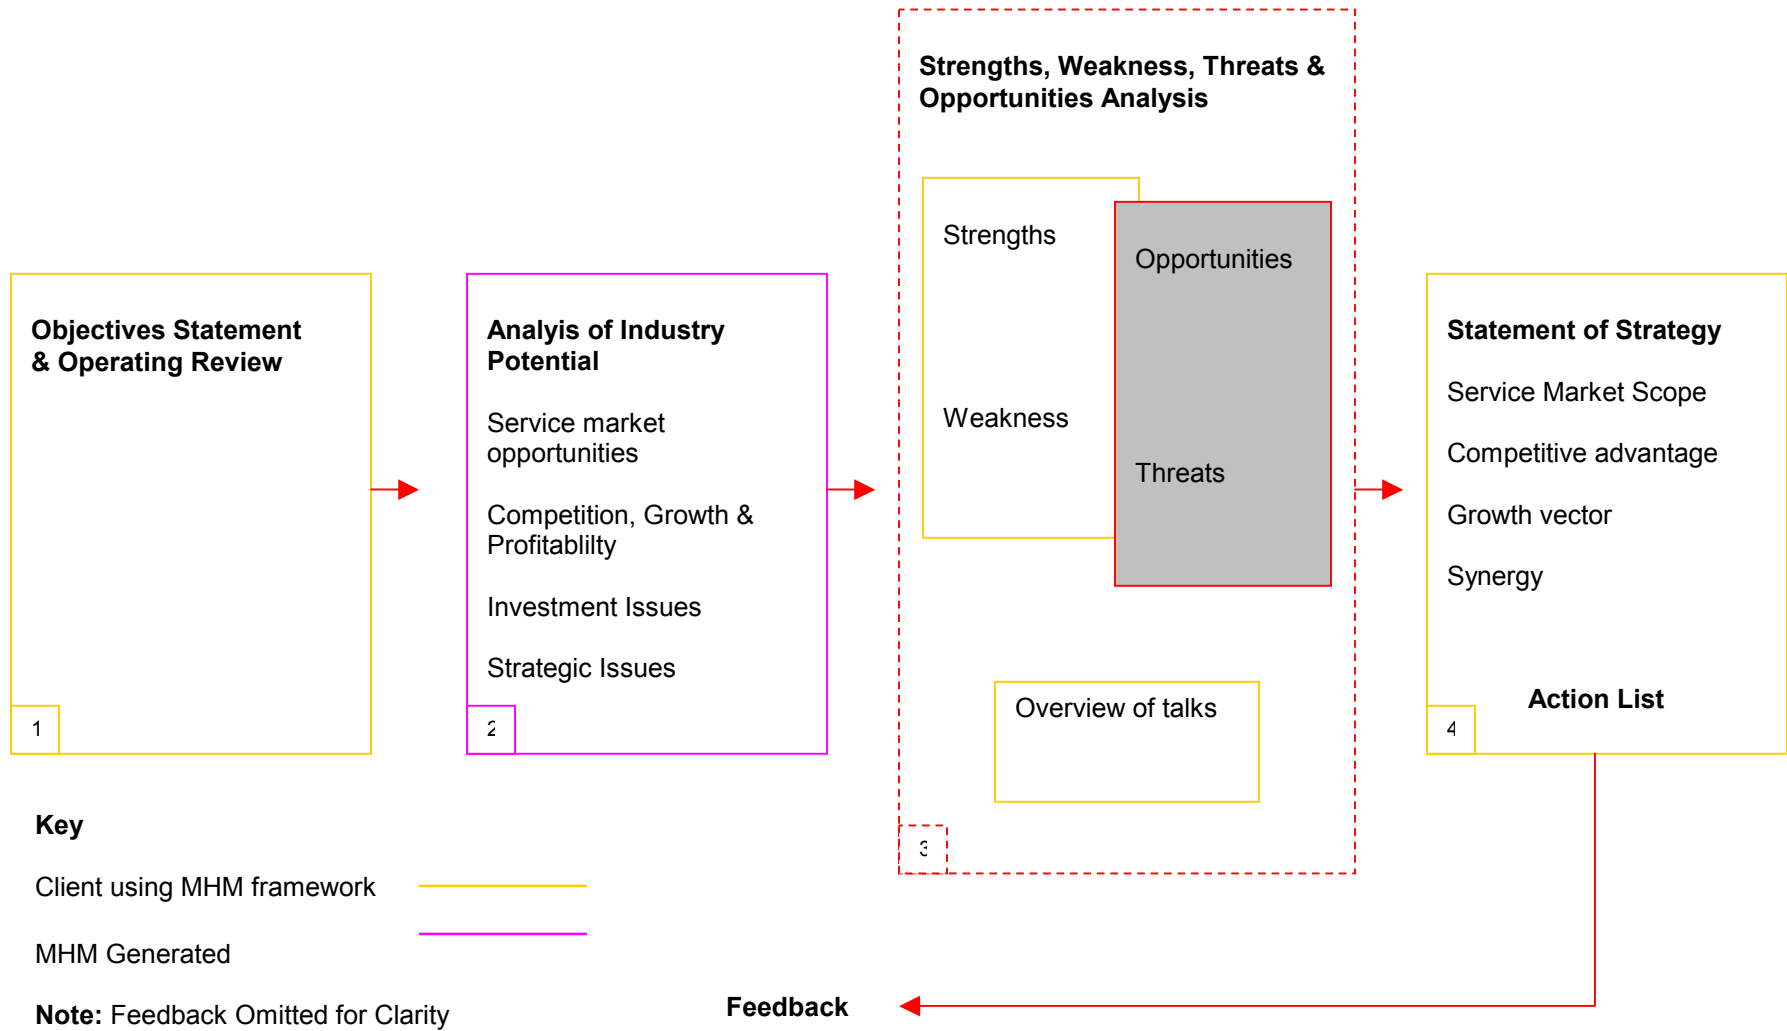 Objectives Statement
& Operating Review
1
Analyis of Industry
Potential
Service market
opportunities
Competition, Growth &
Profitablilty
Investment Issues
Strategic Issues
2
Strengths, Weakness, Threats &
Opportunities Analysis
Strengths
Weakness
Opportunities
Threats
Overview of talks
3
Statement of Strategy
Service Market Scope
Competitive advantage
Growth vector
Synergy
Action List
4
Key
Client using MHM framework
MHM Generated
Note: Feedback Omitted for Clarity
Feedback